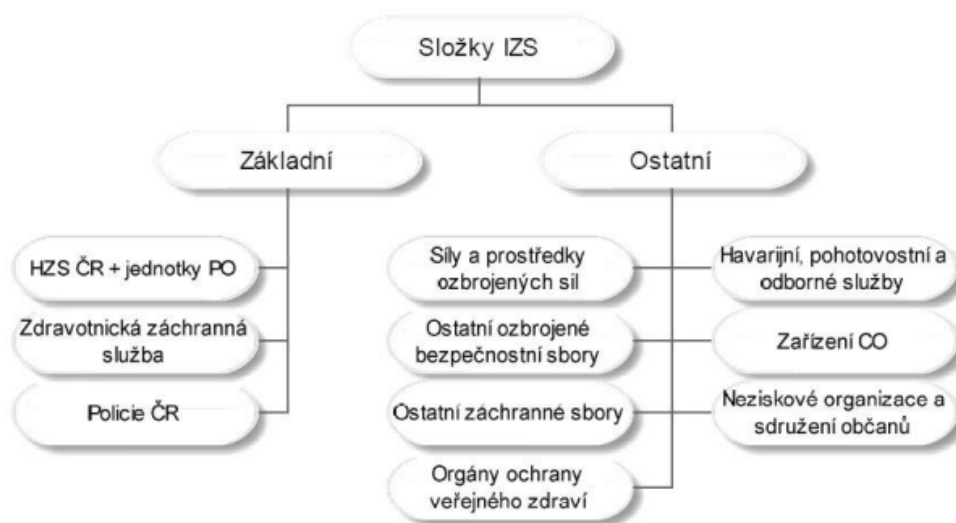 Složky IZS
Základní
Ostatní
HZS ČR + jednotky PO
Zdravotnická záchranná
služba
Policie ČR
Síly a prostředky
ozbrojených sil
Ostatní ozbrojené
bezpečnostní sbory
Ostatní záchranné sbory
Orgány ochrany
veřejného zdraví
Havarijní, pohotovostní a
odborné služby
Zařízení CO
Neziskové organizace a
sdružení občanů